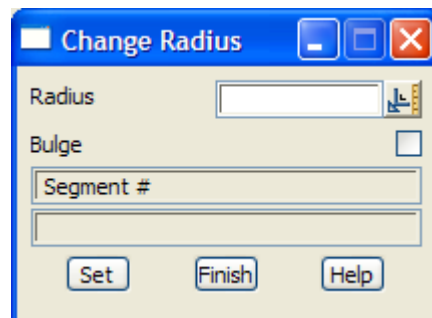 Change Radius
Radius
Bulge
Segment #
Set Finish Help